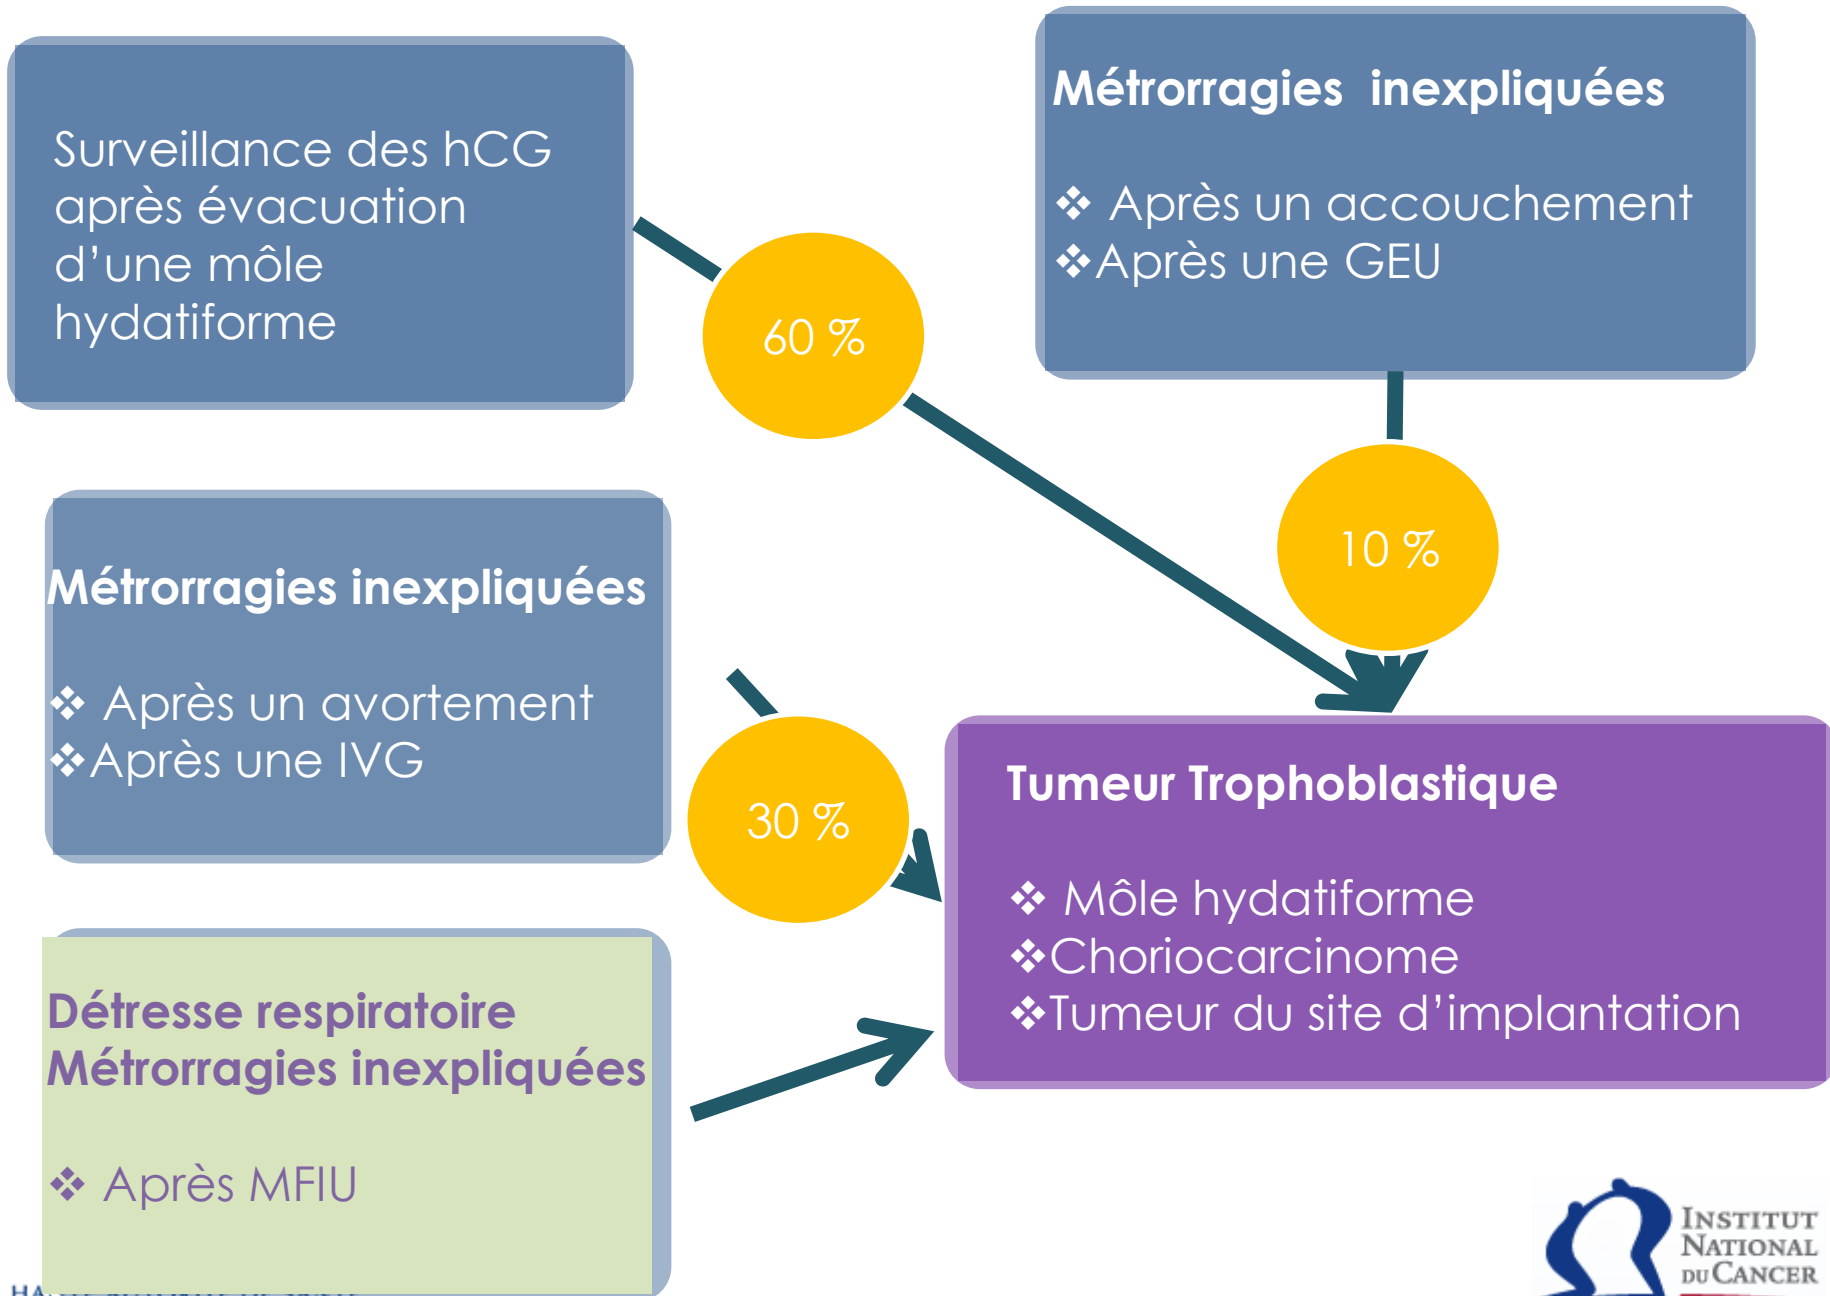 Surveillance des hCG
après évacuation
d’une môle
hydatiforme
60 %
Métrorragies inexpliquées
❖ Après un accouchement
❖Après une GEU
10 %
Métrorragies inexpliquées
❖ Après un avortement
❖Après une IVG
30 %
Tumeur Trophoblastique
❖ Môle hydatiforme
❖Choriocarcinome
❖Tumeur du site d’implantation
Détresse respiratoire
Métrorragies inexpliquées
❖ Après MFIU
INSTITUT
NATIONAL
DU CANCER